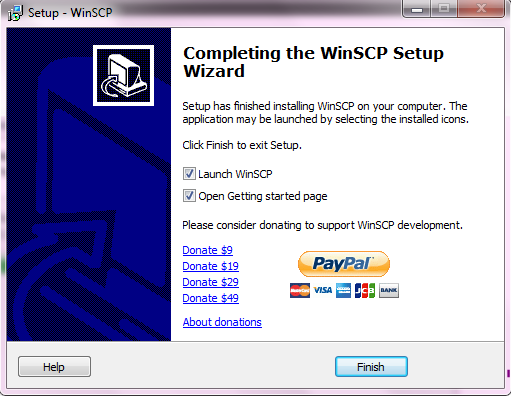 Setup - WinSCP
Completing the WinSCP Setup
Wizard
Setup has finished installing WinSCP on your computer. The
application may be launched by selecting the installed icons.
Click Finish to exit Setup.
Launch WinSCP
Open Getting started page
Please consider donating to support WinSCP development.
Donate $9
Donate $19
Donate $29
Donate $49
PayPal
MasterCard VISA JCB BANK
About donations
Help
Finish